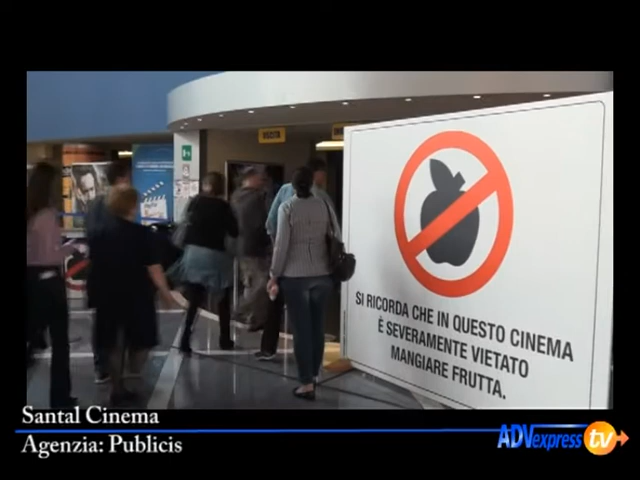 SI RICORDA CHE IN QUESTO CINEMA
È SEVERAMENTE VIETATO
MANGIARE FRUTTA.
Santal Cinema
Agenzia: Publicis
ADVexpress tv